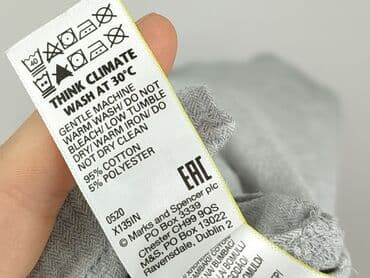 THINK CLIMATE
WASH AT 30°C
GENTLE MACHINE
WARM WASH/DO NOT
BLEACH/LOW TUMBLE
DRY/WARM IRON/DO
NOT DRY CLEAN
95% COTTON
5% POLYESTER
EAC
0520
X135IN
© Marks and Spencer plc
PO Box 3339
Chester CH99 9QS
M&S, PO Box 13022
Ravensdale, Dublin 2